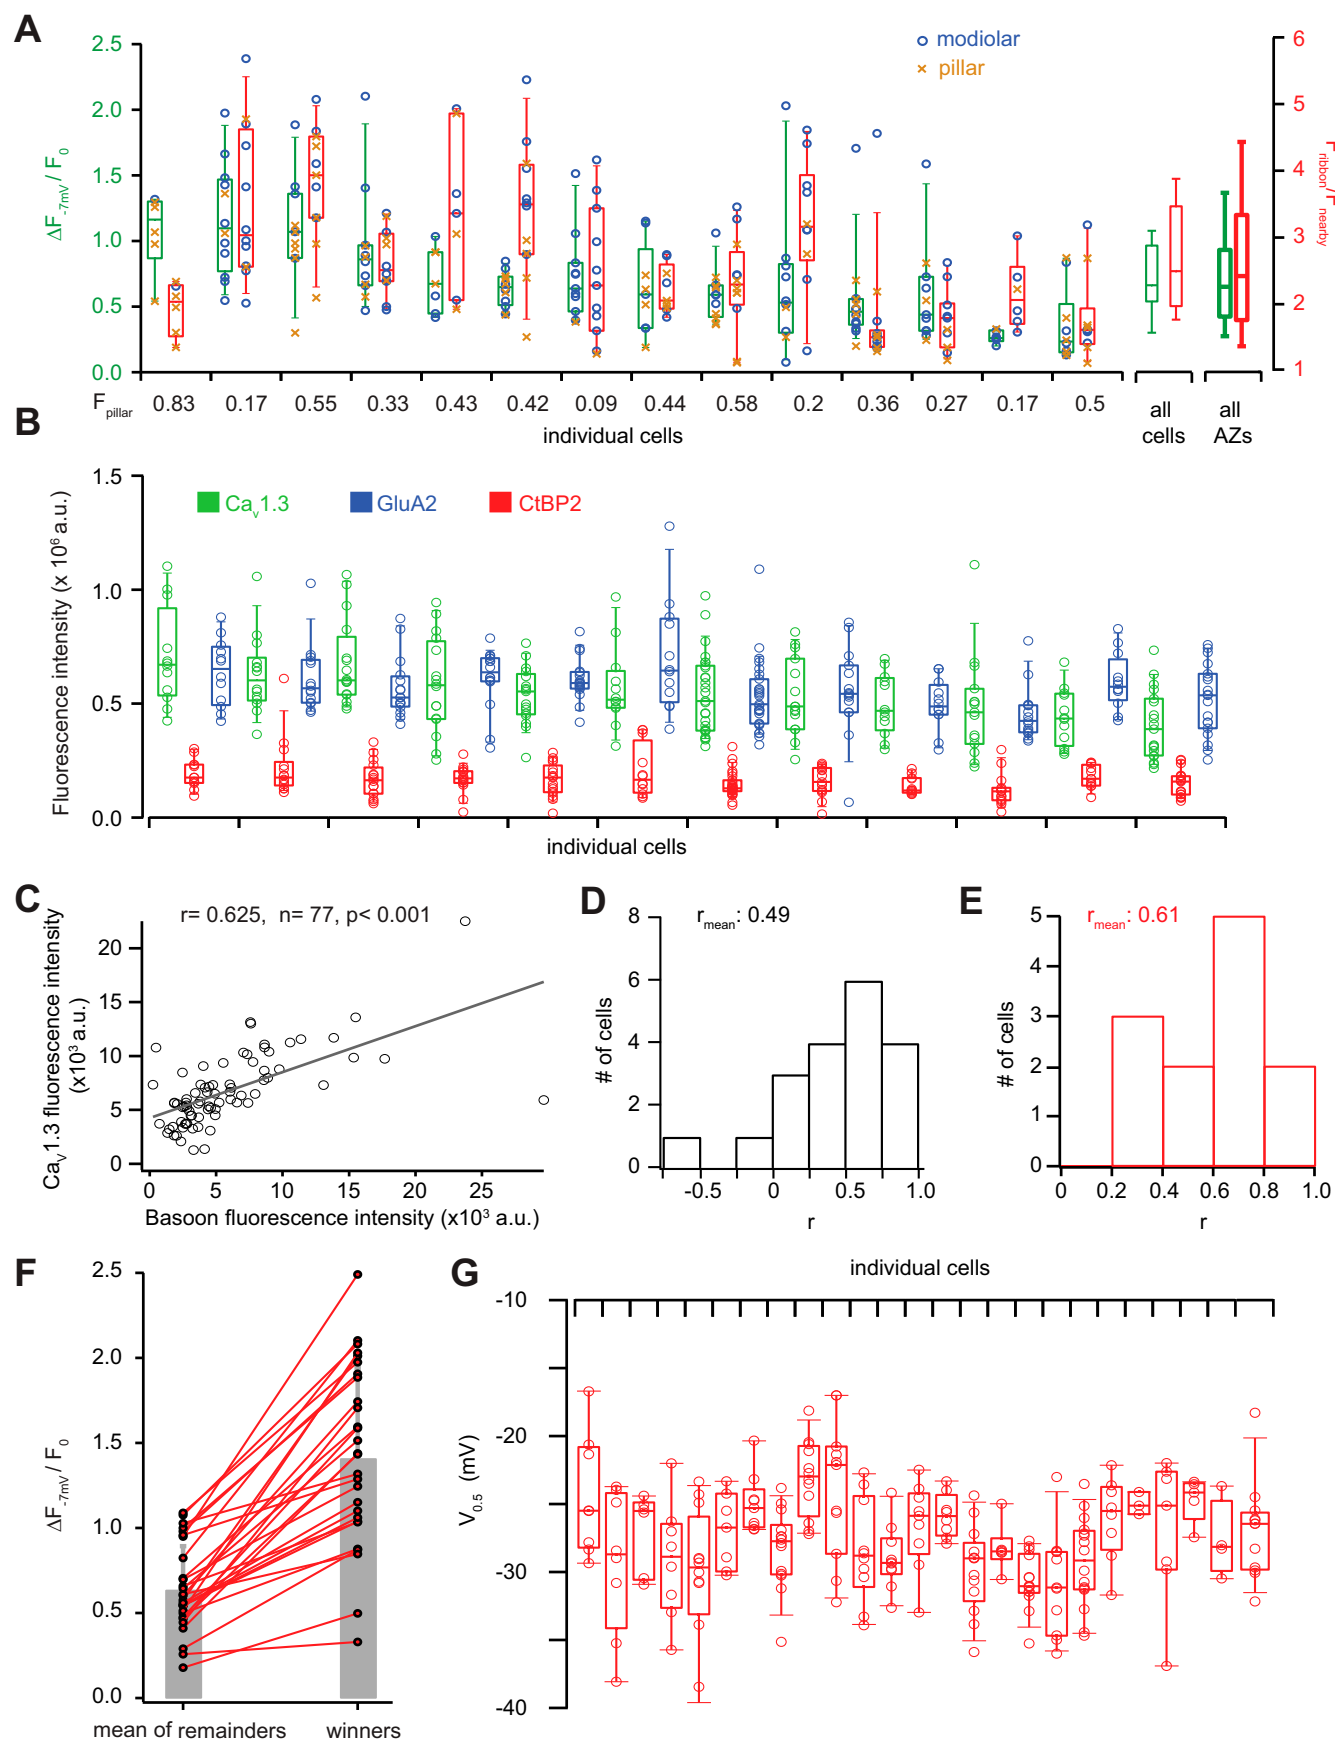 A
modiolar
pillar
2.5
2.0
1.5
1.0
0.5
0.0
ΔF-7mV / F0
6
5
4
3
2
1
rribbon / rnearby
Fpillar 0.83 0.17 0.55 0.33 0.43 0.42 0.09 0.44 0.58 0.2 0.36 0.27 0.17 0.5
all cells
all AZs
individual cells
B
1.5
1.0
0.5
0.0
Fluorescence intensity (x 10⁶ a.u.)
Cav1.3 GluA2 CtBP2
individual cells
C
r= 0.625, n= 77, p< 0.001
20
15
10
5
0
CaV1.3 fluorescence intensity
(x10³ a.u.)
0 5 10 15 20 25
Basoon fluorescence intensity (x10³ a.u.)
D
rmean: 0.49
8
6
4
2
0
# of cells
-0.5 0 0.5 1.0
r
E
rmean: 0.61
5
4
3
2
1
0
# of cells
0 0.2 0.4 0.6 0.8 1.0
r
F
2.5
2.0
1.5
1.0
0.5
0.0
ΔF-7mV / F0
mean of remainders winners
G
individual cells
-10
-20
-30
-40
V0.5 (mV)